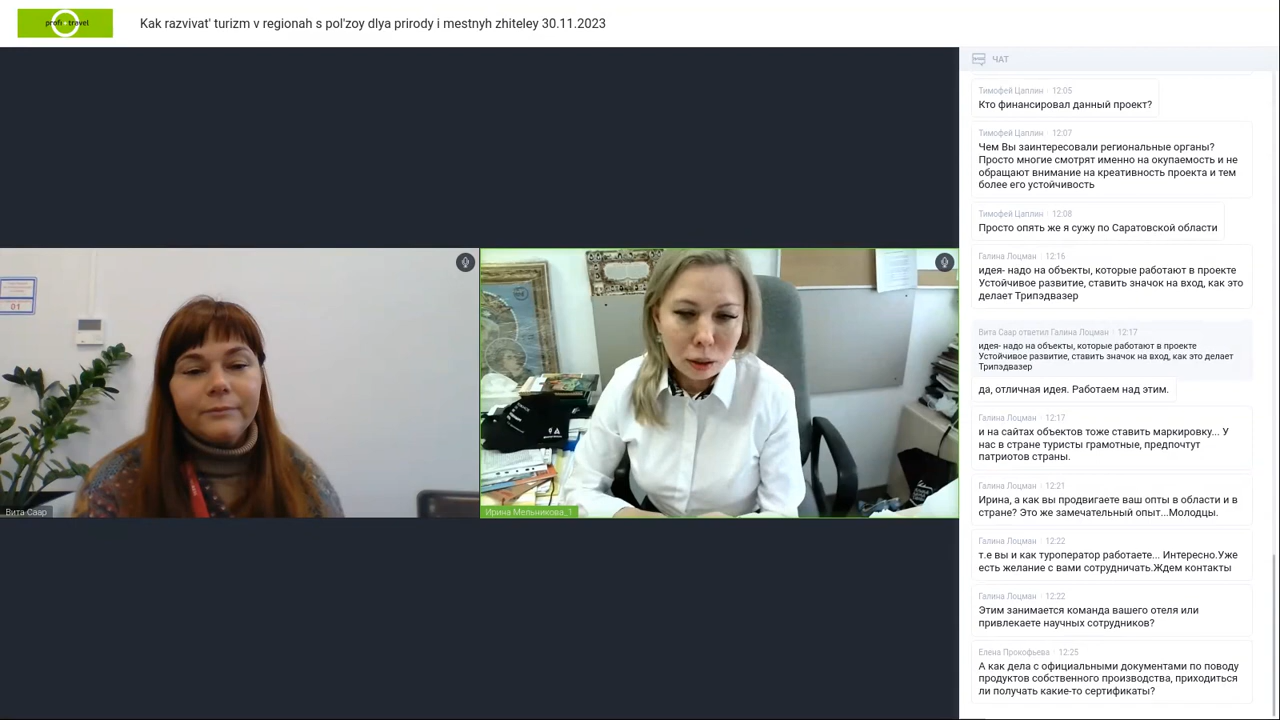 profi travel
Kak razvivat' turizm v regionah s pol'zoy dlya prirody i mestnyh zhiteley 30.11.2023
01
Вита Саар
Ирина Мельникова_1
ЧАТ
Тимофей Цаплин · 12:05
Кто финансировал данный проект?
Тимофей Цаплин · 12:07
Чем Вы заинтересовали региональные органы?
Просто многие смотрят именно на окупаемость и не
обращают внимание на креативность проекта и тем
более его устойчивость
Тимофей Цаплин · 12:08
Просто опять же я сужу по Саратовской области
Галина Лоцман · 12:16
идея- надо на объекты, которые работают в проекте
Устойчивое развитие, ставить значок на вход, как это
делает Трипэдвазер
Вита Саар ответил Галина Лоцман · 12:17
идея- надо на объекты, которые работают в проекте
Устойчивое развитие, ставить значок на вход, как это делает
Трипэдвазер
да, отличная идея. Работаем над этим.
Галина Лоцман · 12:17
и на сайтах объектов тоже ставить маркировку... У
нас в стране туристы грамотные, предпочтут
патриотов страны.
Галина Лоцман · 12:21
Ирина, а как вы продвигаете ваш опты в области и в
стране? Это же замечательный опыт...Молодцы.
Галина Лоцман · 12:22
т.е вы и как туроператор работаете... Интересно.Уже
есть желание с вами сотрудничать.Ждем контакты
Галина Лоцман · 12:22
Этим занимается команда вашего отеля или
привлекаете научных сотрудников?
Елена Прокофьева · 12:25
А как дела с официальными документами по поводу
продуктов собственного производства, приходиться
ли получать какие-то сертификаты?